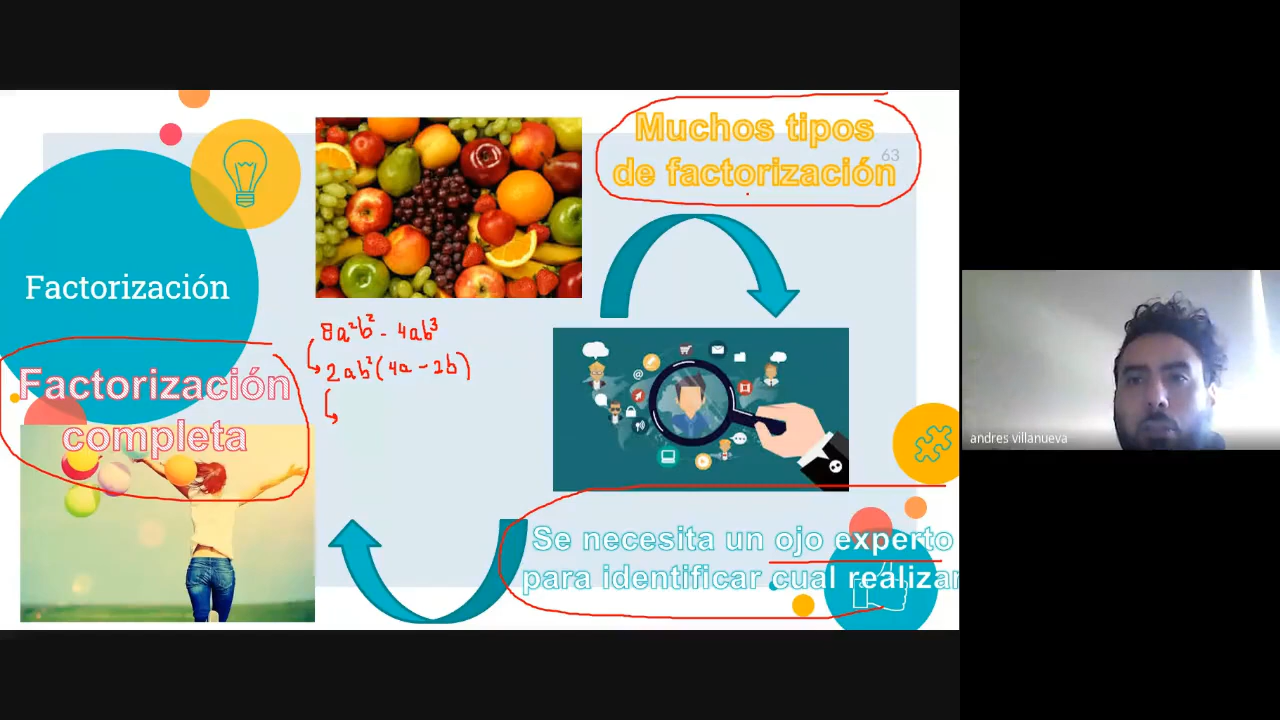 Muchos tipos
de factorización
63
Factorización
8a²b² - 4ab³
2ab²(4a - 2b)
Factorización
completa
Se necesita un ojo experto
para identificar cual realizar
andres villanueva